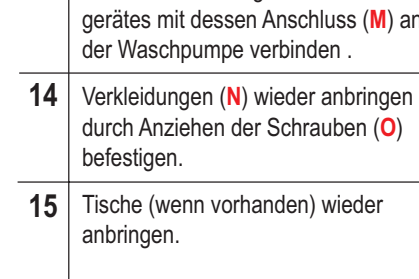 gerätes mit dessen Anschluss (M) an
der Waschpumpe verbinden .
14 Verkleidungen (N) wieder anbringen
durch Anziehen der Schrauben (O)
befestigen.
15 Tische (wenn vorhanden) wieder
anbringen.